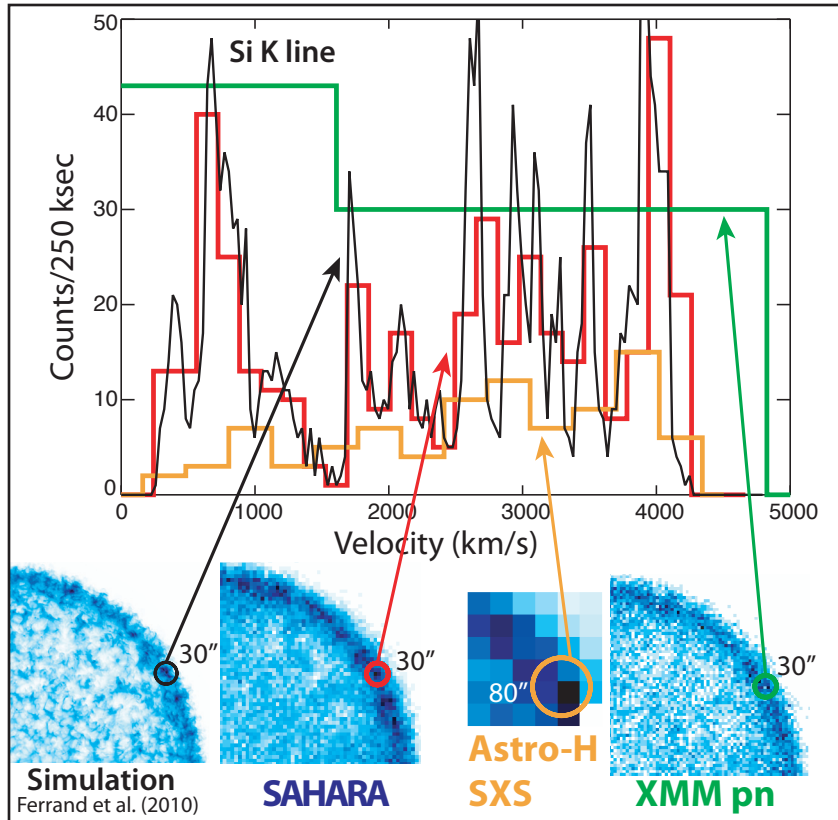 50
Si K line
40
30
20
10
0
Counts/250 ksec
0 1000 2000 3000 4000 5000
Velocity (km/s)
30″ 30″ 80″ 30″
Simulation
Ferrand et al. (2010)
SAHARA
Astro-H
SXS
XMM pn